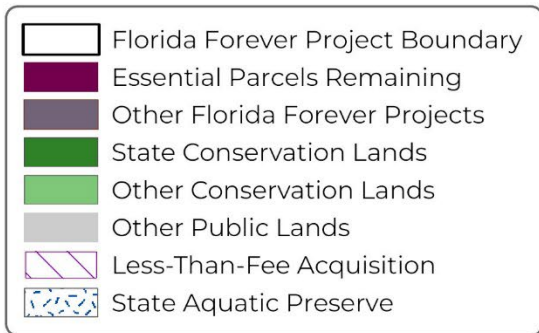 Florida Forever Project Boundary
Essential Parcels Remaining
Other Florida Forever Projects
State Conservation Lands
Other Conservation Lands
Other Public Lands
Less-Than-Fee Acquisition
State Aquatic Preserve